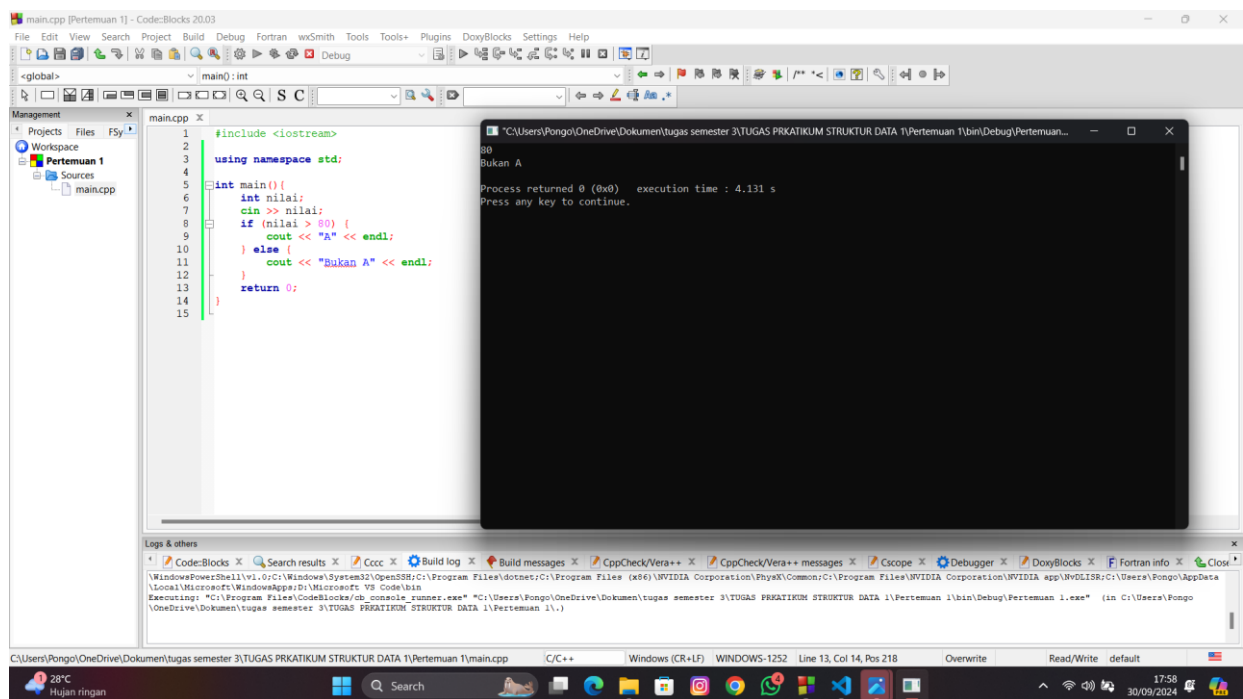 main.cpp [Pertemuan 1] - Code::Blocks 20.03
File Edit View Search Project Build Debug Fortran wxSmith Tools Tools+ Plugins DoxyBlocks Settings Help
Debug
<global>
main() : int
/** *<
S C
Management
Projects Files FSy
Workspace
Pertemuan 1
Sources
main.cpp
main.cpp
1 #include <iostream>
2
3 using namespace std;
4
5 int main(){
6 int nilai;
7 cin >> nilai;
8 if (nilai > 80) {
9 cout << "A" << endl;
10 } else {
11 cout << "Bukan A" << endl;
12 }
13 return 0;
14 }
15
"C:\Users\Pongo\OneDrive\Dokumen\tugas semester 3\TUGAS PRKATIKUM STRUKTUR DATA 1\Pertemuan 1\bin\Debug\Pertemuan...
80
Bukan A
Process returned 0 (0x0) execution time : 4.131 s
Press any key to continue.
Logs & others
Code::Blocks Search results Cccc Build log Build messages CppCheck/Vera++ CppCheck/Vera++ messages Cscope Debugger DoxyBlocks Fortran info Close
\WindowsPowerShell\v1.0;C:\Windows\System32\OpenSSH;C:\Program Files\dotnet;C:\Program Files (x86)\NVIDIA Corporation\PhysX\Common;C:\Program Files\NVIDIA Corporation\NVIDIA app\NvDLISR;C:\Users\Pongo\AppData
\Local\Microsoft\WindowsApps;D:\Microsoft VS Code\bin
Executing: "C:\Program Files\CodeBlocks/cb_console_runner.exe" "C:\Users\Pongo\OneDrive\Dokumen\tugas semester 3\TUGAS PRKATIKUM STRUKTUR DATA 1\Pertemuan 1\bin\Debug\Pertemuan 1.exe" (in C:\Users\Pongo
\OneDrive\Dokumen\tugas semester 3\TUGAS PRKATIKUM STRUKTUR DATA 1\Pertemuan 1\.)
C:\Users\Pongo\OneDrive\Dokumen\tugas semester 3\TUGAS PRKATIKUM STRUKTUR DATA 1\Pertemuan 1\main.cpp C/C++ Windows (CR+LF) WINDOWS-1252 Line 13, Col 14, Pos 218 Overwrite Read/Write default
28°C
Hujan ringan
Search
17:58
30/09/2024